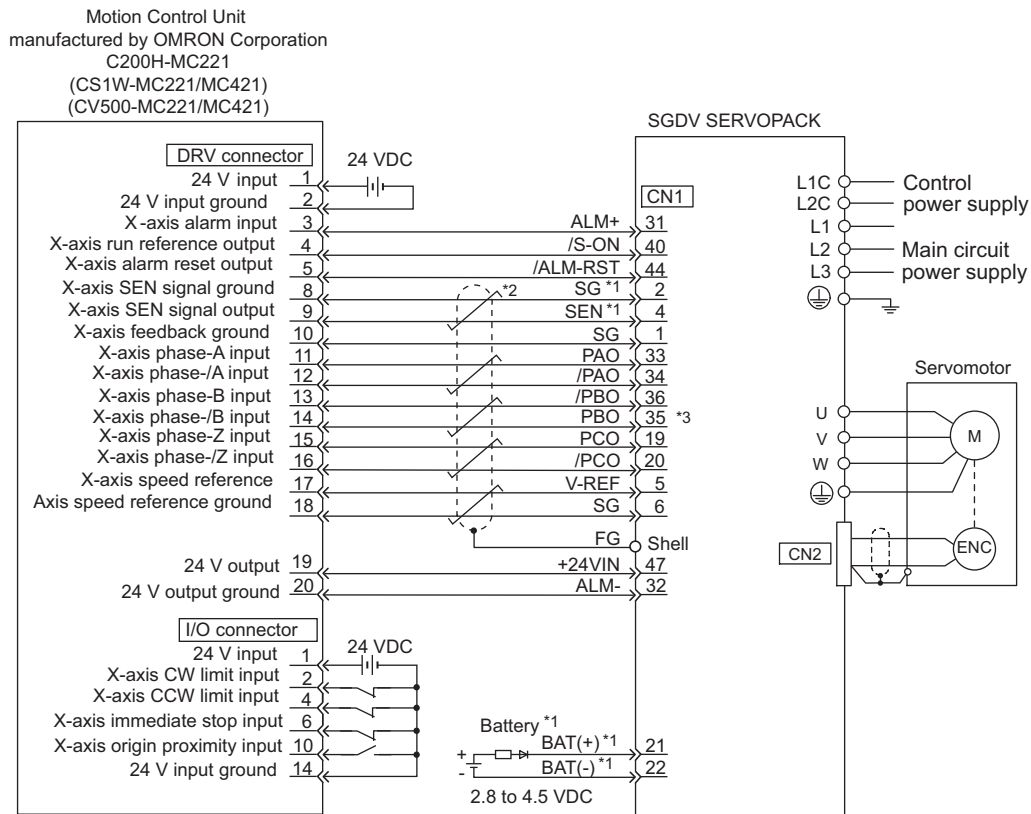 Motion Control Unit
manufactured by OMRON Corporation
C200H-MC221
(CS1W-MC221/MC421)
(CV500-MC221/MC421)
SGDV SERVOPACK
DRV connector
24 VDC
CN1
24 V input 1
24 V input ground 2
X-axis alarm input 3 ALM+ 31
X-axis run reference output 4 /S-ON 40
X-axis alarm reset output 5 /ALM-RST 44
X-axis SEN signal ground 8 *2 SG *1 2
X-axis SEN signal output 9 SEN *1 4
X-axis feedback ground 10 SG 1
X-axis phase-A input 11 PAO 33
X-axis phase-/A input 12 /PAO 34
X-axis phase-B input 13 /PBO 36
X-axis phase-/B input 14 PBO 35 *3
X-axis phase-Z input 15 PCO 19
X-axis phase-/Z input 16 /PCO 20
X-axis speed reference 17 V-REF 5
Axis speed reference ground 18 SG 6
FG Shell
24 V output 19 +24VIN 47
24 V output ground 20 ALM- 32
I/O connector
24 VDC
24 V input 1
X-axis CW limit input 2
X-axis CCW limit input 4
X-axis immediate stop input 6
X-axis origin proximity input 10
24 V input ground 14
Battery *1
+ BAT(+) *1 21
- BAT(-) *1 22
2.8 to 4.5 VDC
L1C Control
L2C power supply
L1
L2 Main circuit
L3 power supply
Servomotor
U
V
W
M
CN2
ENC